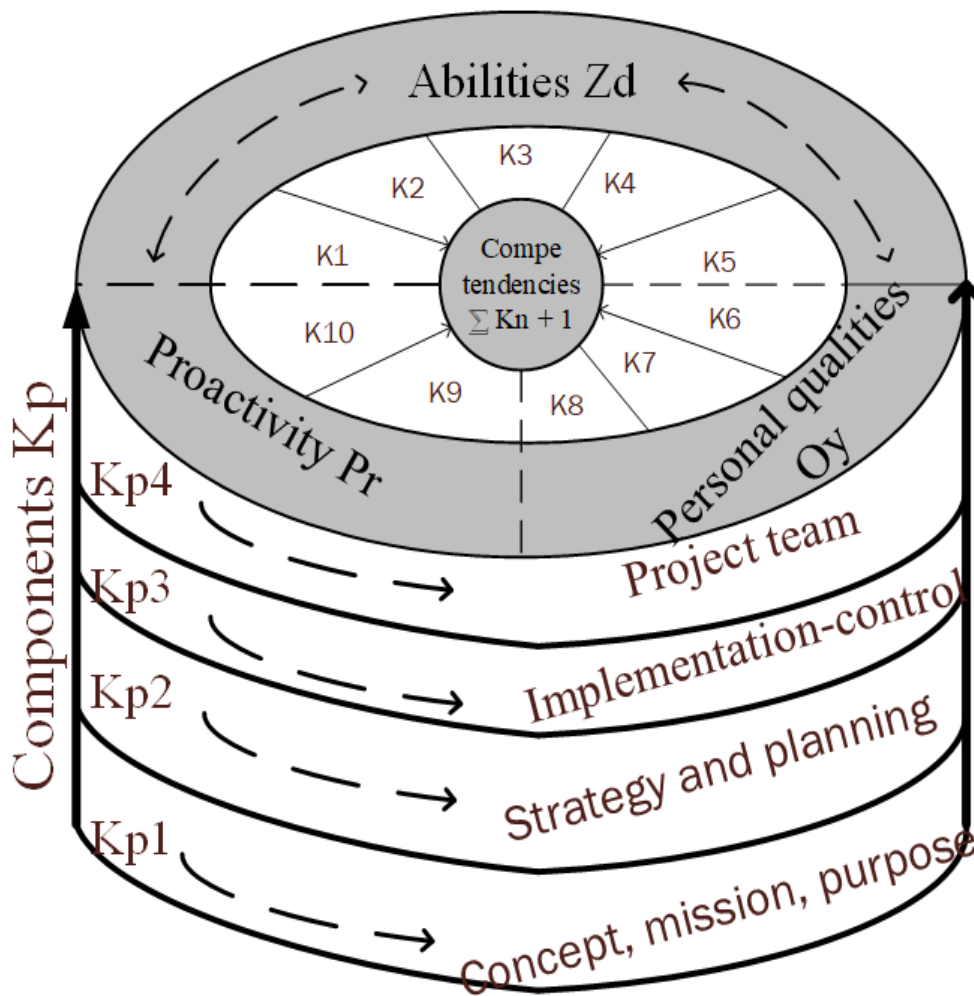 Abilities Zd
K3
K2
K4
K1
Compe
tendencies
∑ Kn + 1
K5
K10
K6
K9
K8
K7
Proactivity Pr
Personal qualities
Oy
Components Kp
Kp4
Project team
Kp3
Implementation-control
Kp2
Strategy and planning
Kp1
Concept, mission, purpose